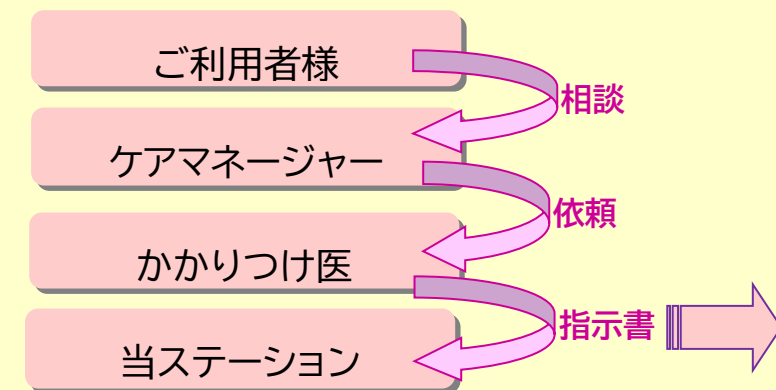 ご利用者様
相談
ケアマネージャー
依頼
かかりつけ医
指示書
当ステーション